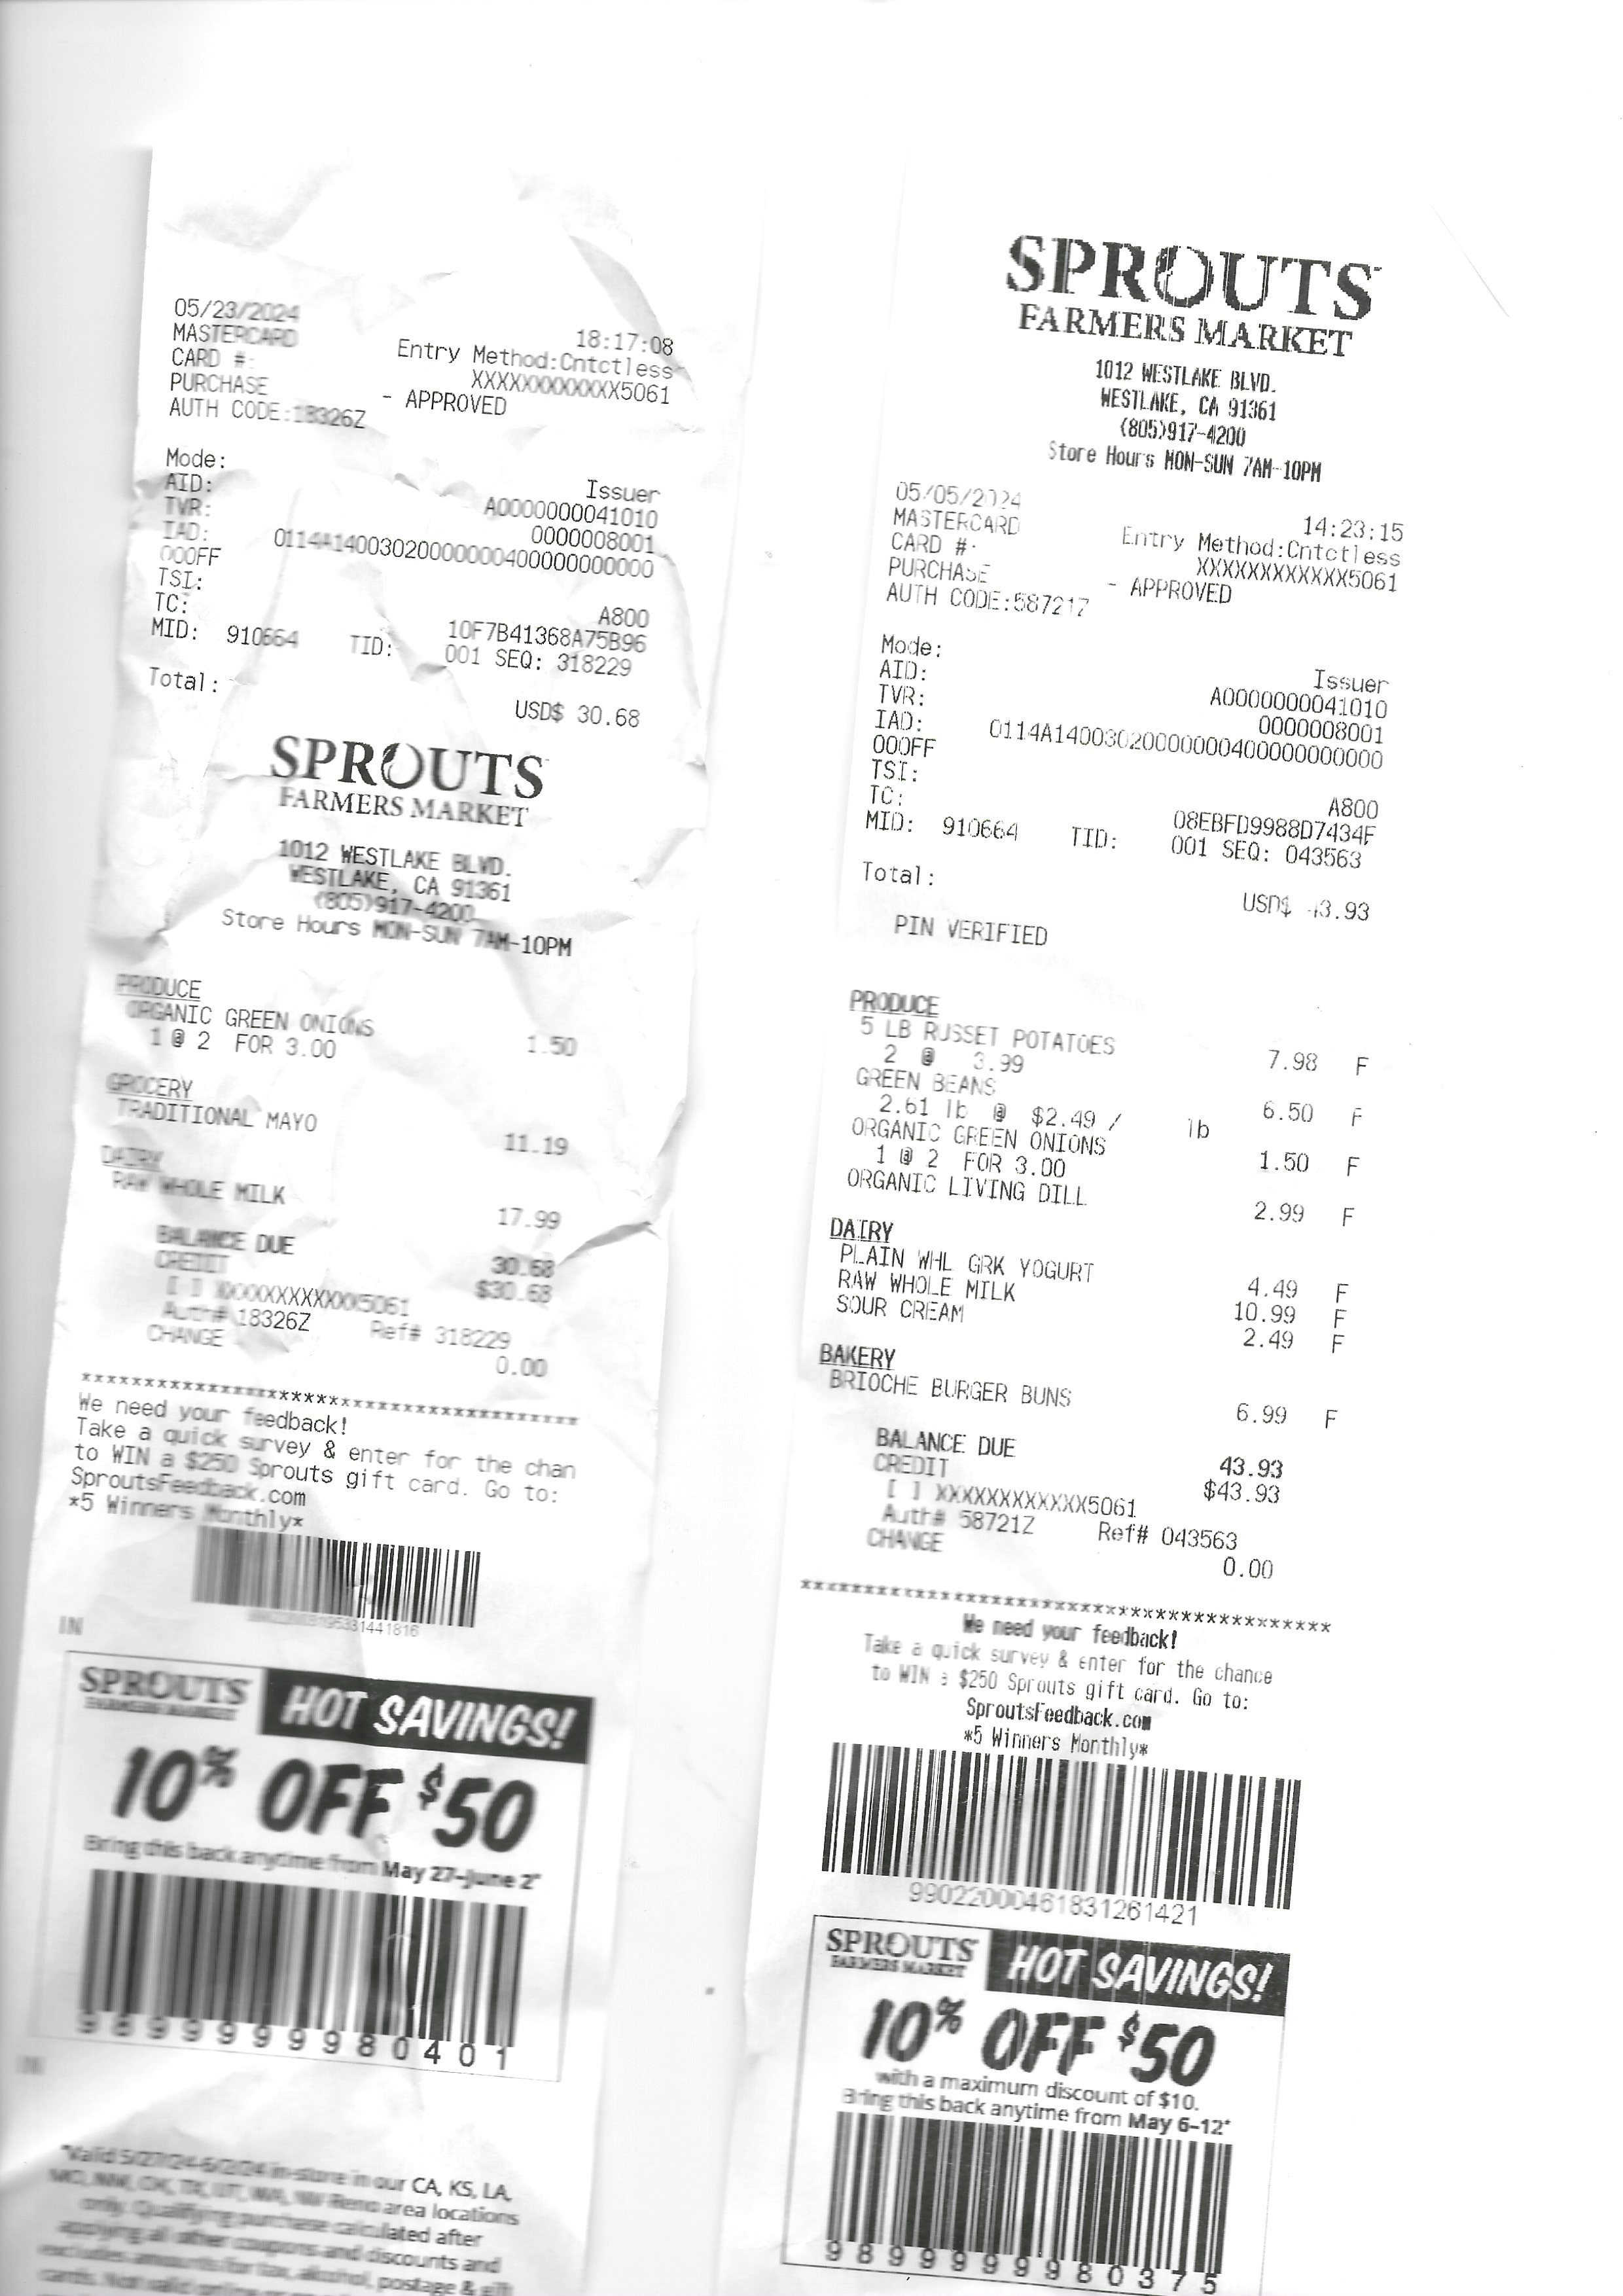 05/23/2024 18:17:08
MASTERCARD Entry Method:Cntctless
CARD #: XXXXXXXXXXXX5061
PURCHASE - APPROVED
AUTH CODE:18326Z
Mode: Issuer
AID: A0000000041010
TVR: 0000008001
IAD: 0114A14003020000000400000000000
000FF
TSI: A800
TC: 10F7B41368A75B96
MID: 910664 TID: 001 SEQ: 318229
Total: USD$ 30.68
SPROUTS
FARMERS MARKET
1012 WESTLAKE BLVD.
WESTLAKE, CA 91361
(805)917-4200
Store Hours MON-SUN 7AM-10PM
PRODUCE
ORGANIC GREEN ONIONS 1.50
1 @ 2 FOR 3.00
GROCERY
TRADITIONAL MAYO 11.19
DAIRY
RAW WHOLE MILK 17.99
BALANCE DUE 30.68
CREDIT $30.68
[ ] XXXXXXXXXXXX5061
Auth# 18326Z Ref# 318229
CHANGE 0.00
****************************************
We need your feedback!
Take a quick survey & enter for the chan
to WIN a $250 Sprouts gift card. Go to:
SproutsFeedback.com
*5 Winners Monthly*
IN
SPROUTS
FARMERS MARKET
HOT SAVINGS!
10% OFF $50
Bring this back anytime from May 27-June 2*
989999980401
*Valid 5/27/24-6/2/24 in-store in our CA, KS, LA,
MO, NM, OK, TX, UT, WA, NV Reno area locations
only. Qualifying purchase calculated after
applying all other coupons and discounts and
excludes amounts for tax, alcohol, postage & gift
cards. Not valid online
SPROUTS
FARMERS MARKET
1012 WESTLAKE BLVD.
WESTLAKE, CA 91361
(805)917-4200
Store Hours MON-SUN 7AM-10PM
05/05/2024 14:23:15
MASTERCARD Entry Method:Cntctless
CARD #: XXXXXXXXXXXX5061
PURCHASE - APPROVED
AUTH CODE:58721Z
Mode: Issuer
AID: A0000000041010
TVR: 0000008001
IAD: 0114A14003020000000400000000000
000FF
TSI: A800
TC: 08EBFD9988D7434F
MID: 910664 TID: 001 SEQ: 043563
Total: USD$ 43.93
PIN VERIFIED
PRODUCE
5 LB RUSSET POTATOES 7.98 F
2 @ 3.99
GREEN BEANS 6.50 F
2.61 lb @ $2.49 / lb
ORGANIC GREEN ONIONS 1.50 F
1 @ 2 FOR 3.00
ORGANIC LIVING DILL 2.99 F
DAIRY
PLAIN WHL GRK YOGURT 4.49 F
RAW WHOLE MILK 10.99 F
SOUR CREAM 2.49 F
BAKERY
BRIOCHE BURGER BUNS 6.99 F
BALANCE DUE 43.93
CREDIT $43.93
[ ] XXXXXXXXXXXX5061
Auth# 58721Z Ref# 043563
CHANGE 0.00
****************************************
We need your feedback!
Take a quick survey & enter for the chance
to WIN a $250 Sprouts gift card. Go to:
SproutsFeedback.com
*5 Winners Monthly*
99022000461831261421
SPROUTS
FARMERS MARKET
HOT SAVINGS!
10% OFF $50
with a maximum discount of $10.
Bring this back anytime from May 6-12*
989999980375